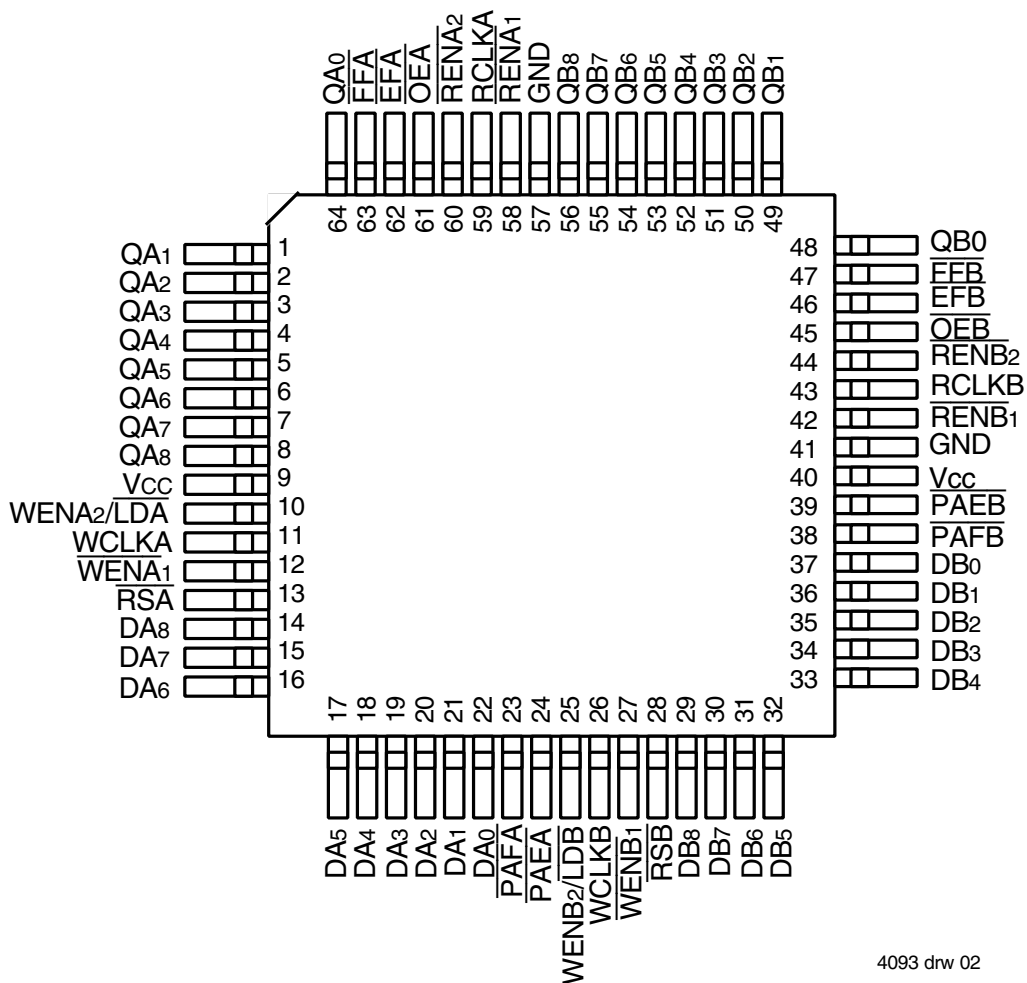 QA0 FFA EFA OEA RENA2 RCLKA RENA1 GND QB8 QB7 QB6 QB5 QB4 QB3 QB2 QB1
64 63 62 61 60 59 58 57 56 55 54 53 52 51 50 49
QA1 1
QA2 2
QA3 3
QA4 4
QA5 5
QA6 6
QA7 7
QA8 8
VCC 9
WENA2/LDA 10
WCLKA 11
WENA1 12
RSA 13
DA8 14
DA7 15
DA6 16
48 QB0
47 FFB
46 EFB
45 OEB
44 RENB2
43 RCLKB
42 RENB1
41 GND
40 Vcc
39 PAEB
38 PAFB
37 DB0
36 DB1
35 DB2
34 DB3
33 DB4
17 18 19 20 21 22 23 24 25 26 27 28 29 30 31 32
DA5 DA4 DA3 DA2 DA1 DA0 PAFA PAEA WENB2/LDB WCLKB WENB1 RSB DB8 DB7 DB6 DB5
4093 drw 02